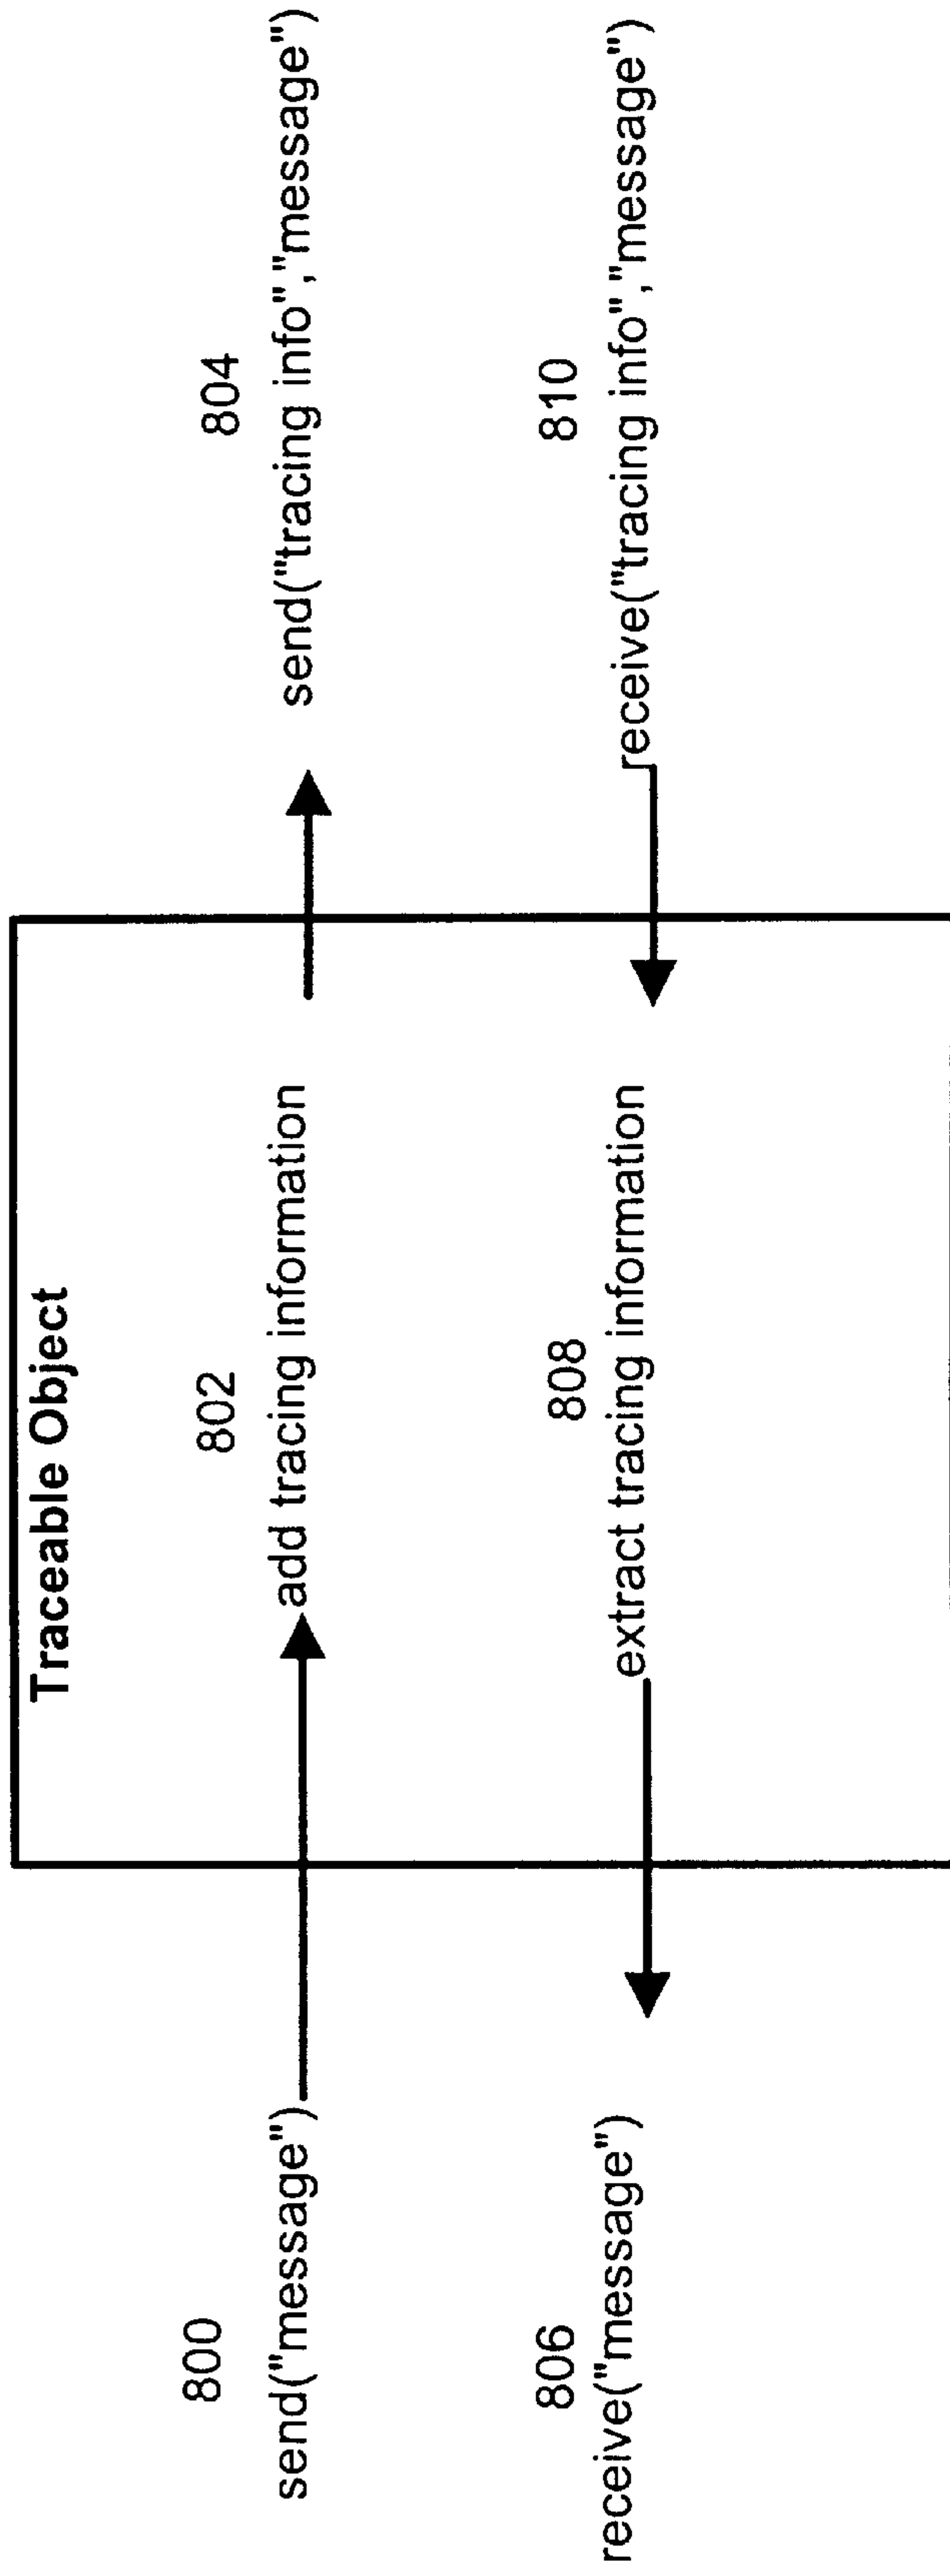 Traceable Object
800
802
804
send("message")
add tracing information
send("tracing info","message")
806
808
810
receive("message")
extract tracing information
receive("tracing info","message")